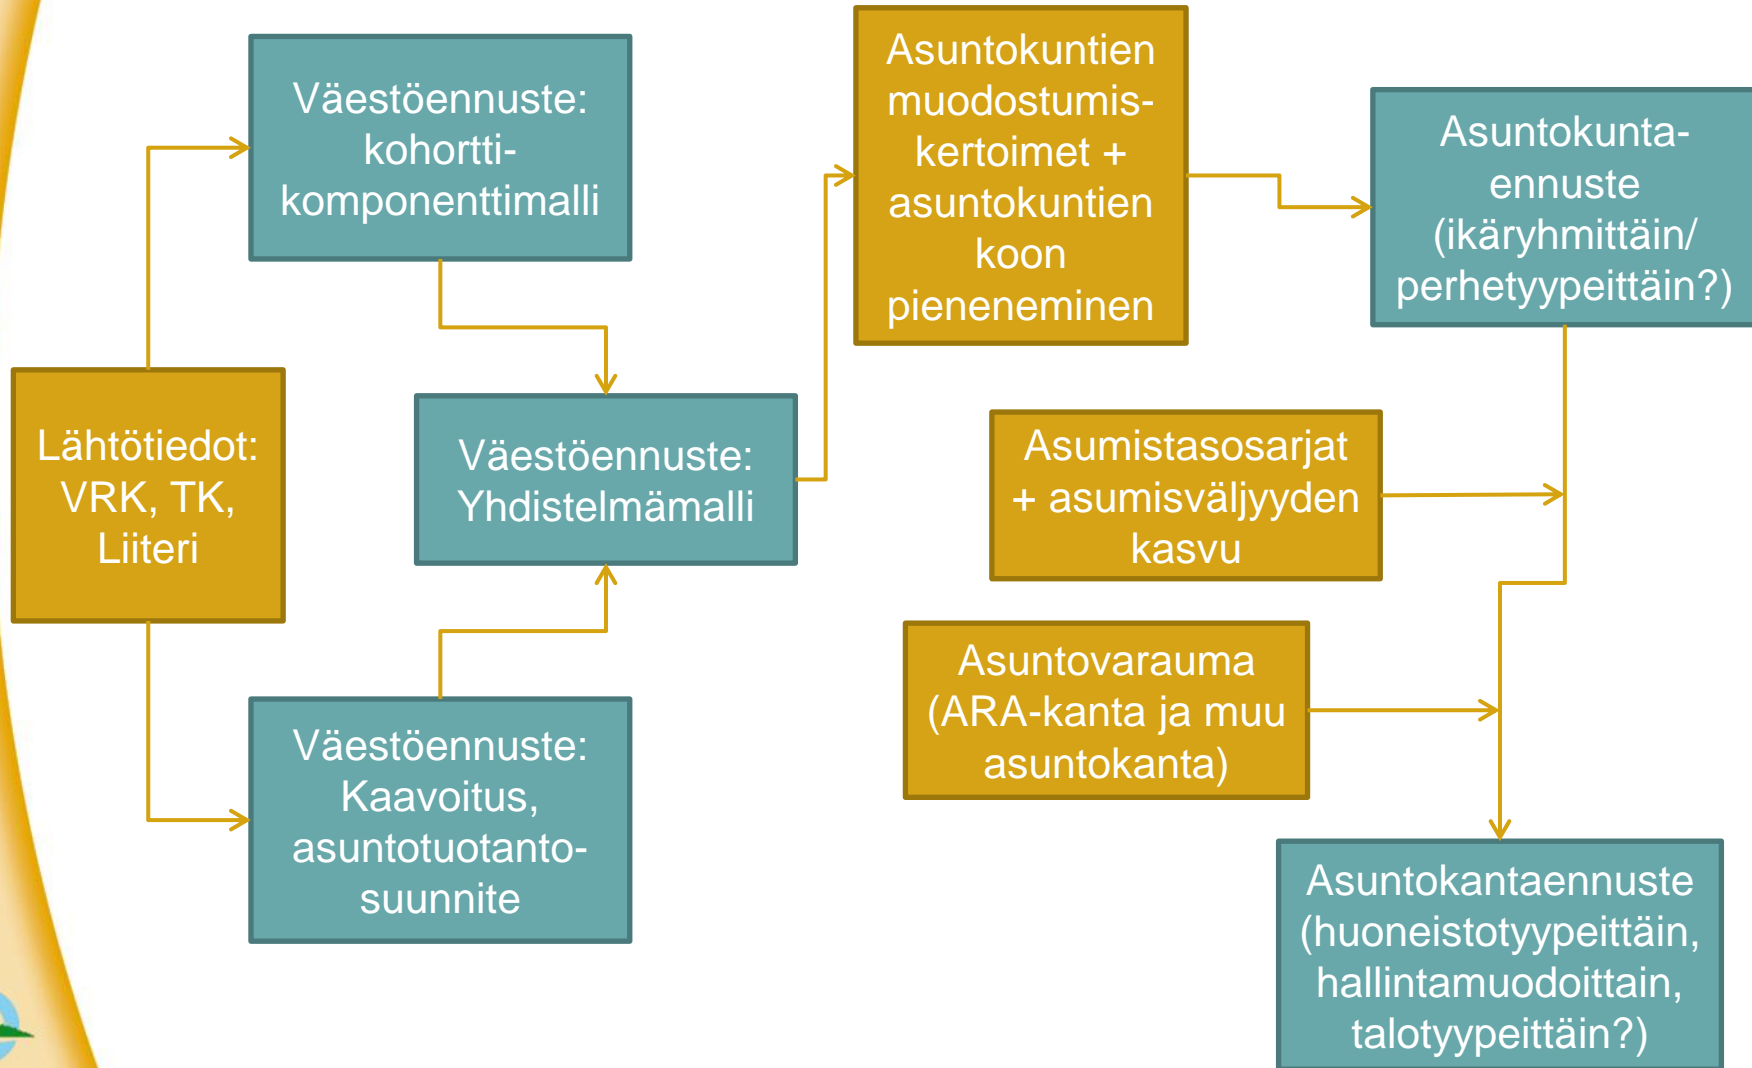 Väestöennuste:
kohortti-
komponenttimalli
Asuntokuntien
muodostumis-
kertoimet +
asuntokuntien
koon
pieneneminen
Asuntokunta-
ennuste
(ikäryhmittäin/
perhetyypeittäin?)
Lähtötiedot:
VRK, TK,
Liiteri
Väestöennuste:
Yhdistelmämalli
Asumistasosarjat
+ asumisväljyyden
kasvu
Asuntovarauma
(ARA-kanta ja muu
asuntokanta)
Väestöennuste:
Kaavoitus,
asuntotuotanto-
suunnite
Asuntokantaennuste
(huoneistotyypeittäin,
hallintamuodoittain,
talotyypeittäin?)